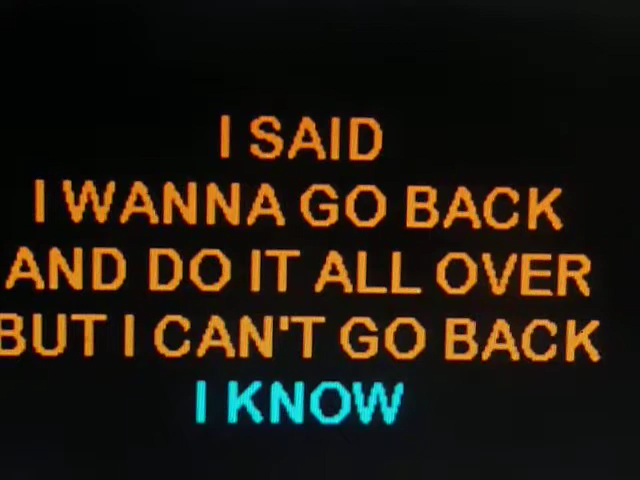 I SAID
I WANNA GO BACK
AND DO IT ALL OVER
BUT I CAN'T GO BACK
I KNOW